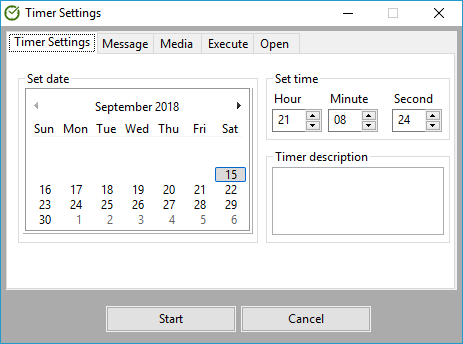 Timer Settings
Timer Settings Message Media Execute Open
Set date
September 2018
Sun Mon Tue Wed Thu Fri Sat
15
16 17 18 19 20 21 22
23 24 25 26 27 28 29
30 1 2 3 4 5 6
Set time
Hour Minute Second
21 08 24
Timer description
Start Cancel